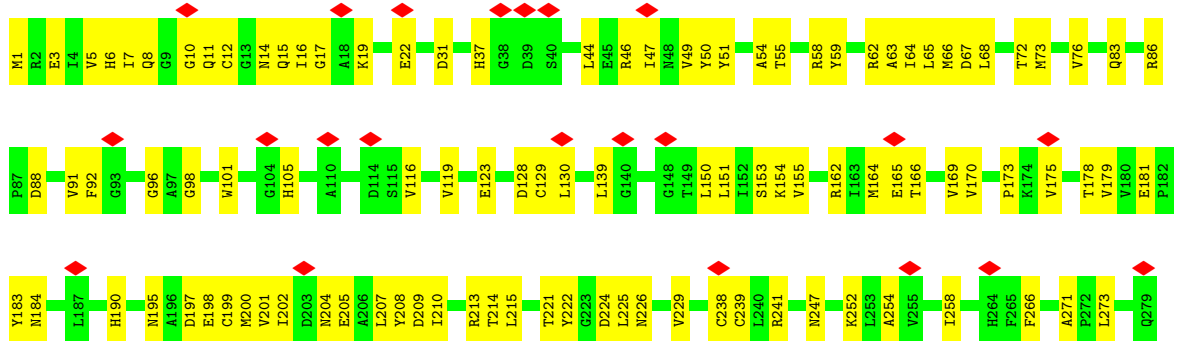 M1 R2 E3 I4 V5 H6 I7 Q8 G9 G10 Q11 C12 G13 N14 Q15 I16 G17 A18 K19 E22 D31 H37 G38 D39 S40 L44 E45 R46 I47 N48 V49 Y50 Y51 A54 T55 R58 Y59 R62 A63 I64 L65 M66 D67 L68 T72 M73 V76 Q83 R86
P87 D88 V91 F92 G93 G96 A97 G98 W101 G104 H105 A110 D114 S115 V116 V119 E123 D128 C129 L130 L139 G140 G148 T149 L150 L151 I152 S153 K154 V155 R162 I163 M164 E165 T166 V169 V170 P173 K174 V175 T178 V179 V180 E181 P182
Y183 N184 L187 H190 N195 A196 D197 E198 C199 M200 V201 I202 D203 N204 E205 A206 L207 Y208 D209 I210 R213 T214 L215 T221 Y222 G223 D224 L225 N226 V229 C238 C239 L240 R241 N247 K252 L253 A254 V255 I258 H264 F265 F266 A271 P272 L273 Q279